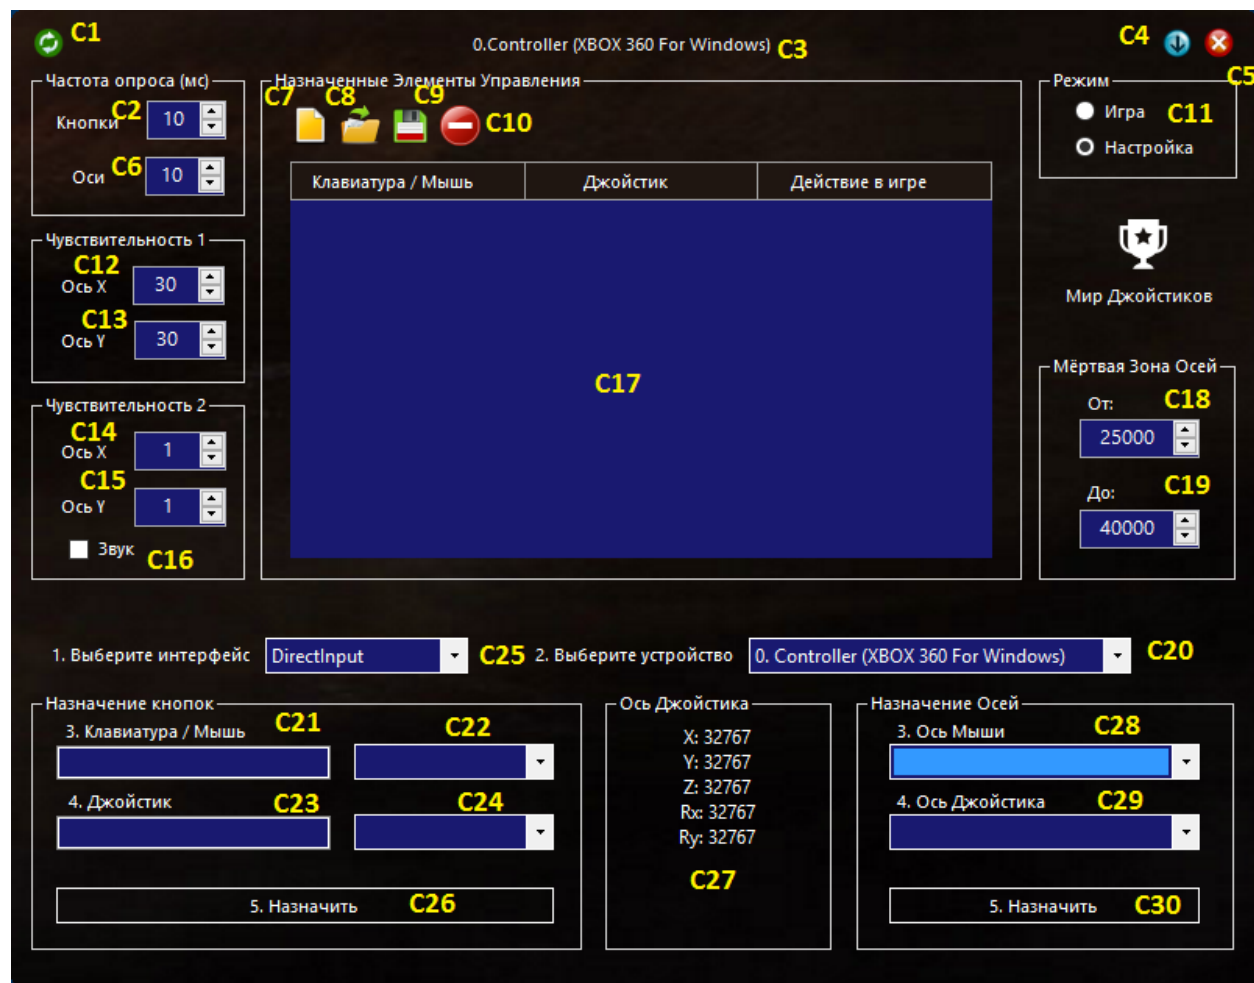 C1
0.Controller (XBOX 360 For Windows) C3
C4
C5
Частота опроса (мс)
Кнопки C2 10
Оси C6 10
Назначенные Элементы Управления
C7 C8 C9 C10
Клавиатура / Мышь Джойстик Действие в игре
C17
Режим
Игра C11
Настройка
Чувствительность 1
C12
Ось X 30
C13
Ось Y 30
Мир Джойстиков
Чувствительность 2
C14
Ось X 1
C15
Ось Y 1
Звук C16
Мёртвая Зона Осей
От: C18
25000
До: C19
40000
1. Выберите интерфейс DirectInput C25 2. Выберите устройство 0. Controller (XBOX 360 For Windows) C20
Назначение кнопок
3. Клавиатура / Мышь C21 C22
4. Джойстик C23 C24
5. Назначить C26
Ось Джойстика
X: 32767
Y: 32767
Z: 32767
Rx: 32767
Ry: 32767
C27
Назначение Осей
3. Ось Мыши C28
4. Ось Джойстика C29
5. Назначить C30